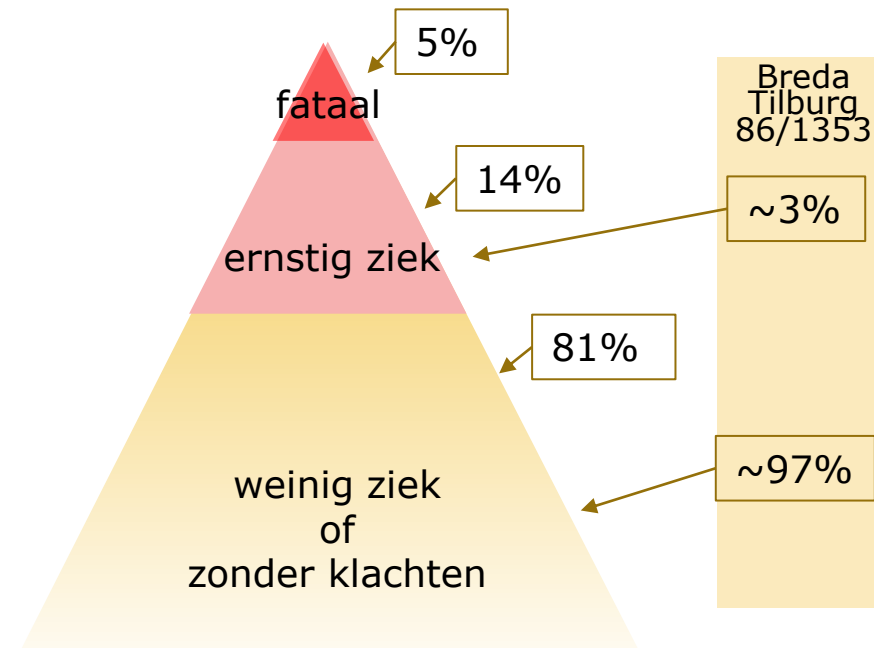 5%
fataal
14%
ernstig ziek
81%
weinig ziek
of
zonder klachten
Breda
Tilburg
86/1353
~3%
~97%